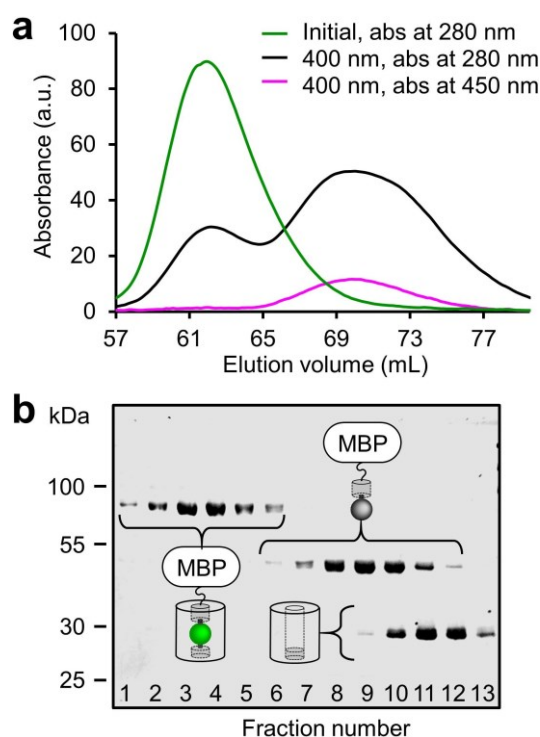 a
Initial, abs at 280 nm
400 nm, abs at 280 nm
400 nm, abs at 450 nm
Absorbance (a.u.)
100
80
60
40
20
0
57 61 65 69 73 77
Elution volume (mL)
b
kDa
100
55
30
25
MBP
MBP
1 2 3 4 5 6 7 8 9 10 11 12 13
Fraction number